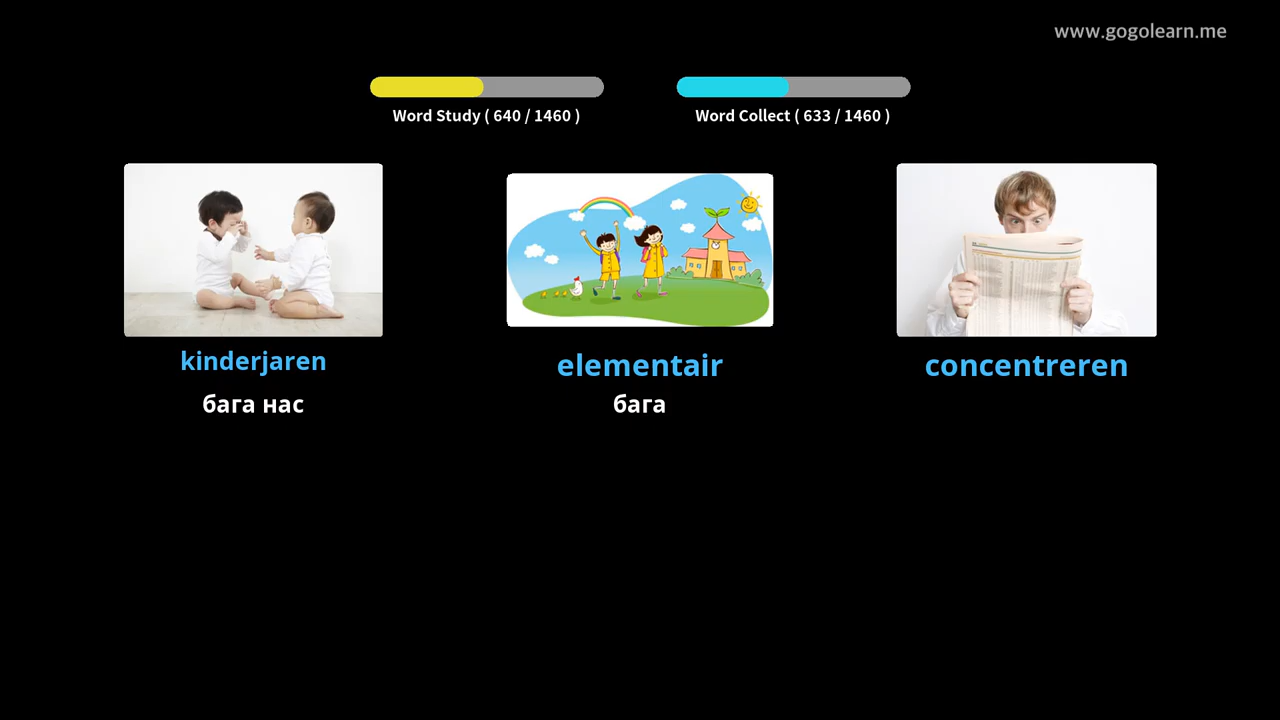 www.gogolearn.me
Word Study ( 640 / 1460 )
Word Collect ( 633 / 1460 )
kinderjaren
elementair
concentreren
бага нас
бага